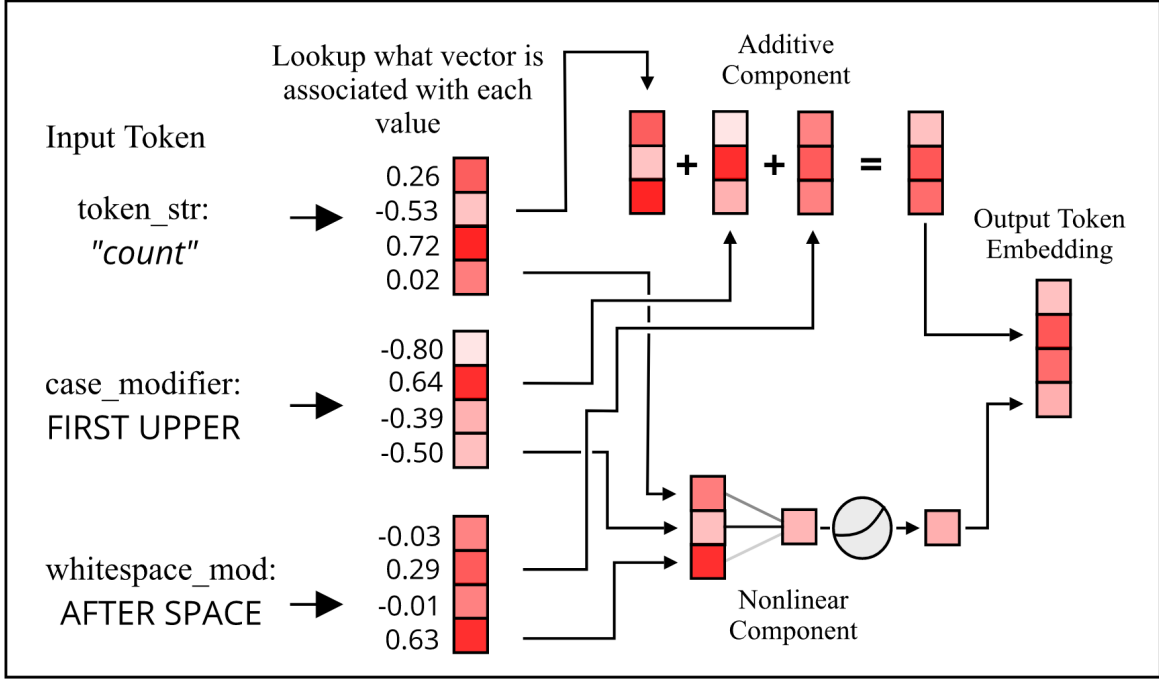 Lookup what vector is
associated with each
value
Additive
Component
Input Token
token_str:
"count"
0.26
-0.53
0.72
0.02
+
+
=
Output Token
Embedding
case_modifier:
FIRST UPPER
-0.80
0.64
-0.39
-0.50
whitespace_mod:
AFTER SPACE
-0.03
0.29
-0.01
0.63
Nonlinear
Component